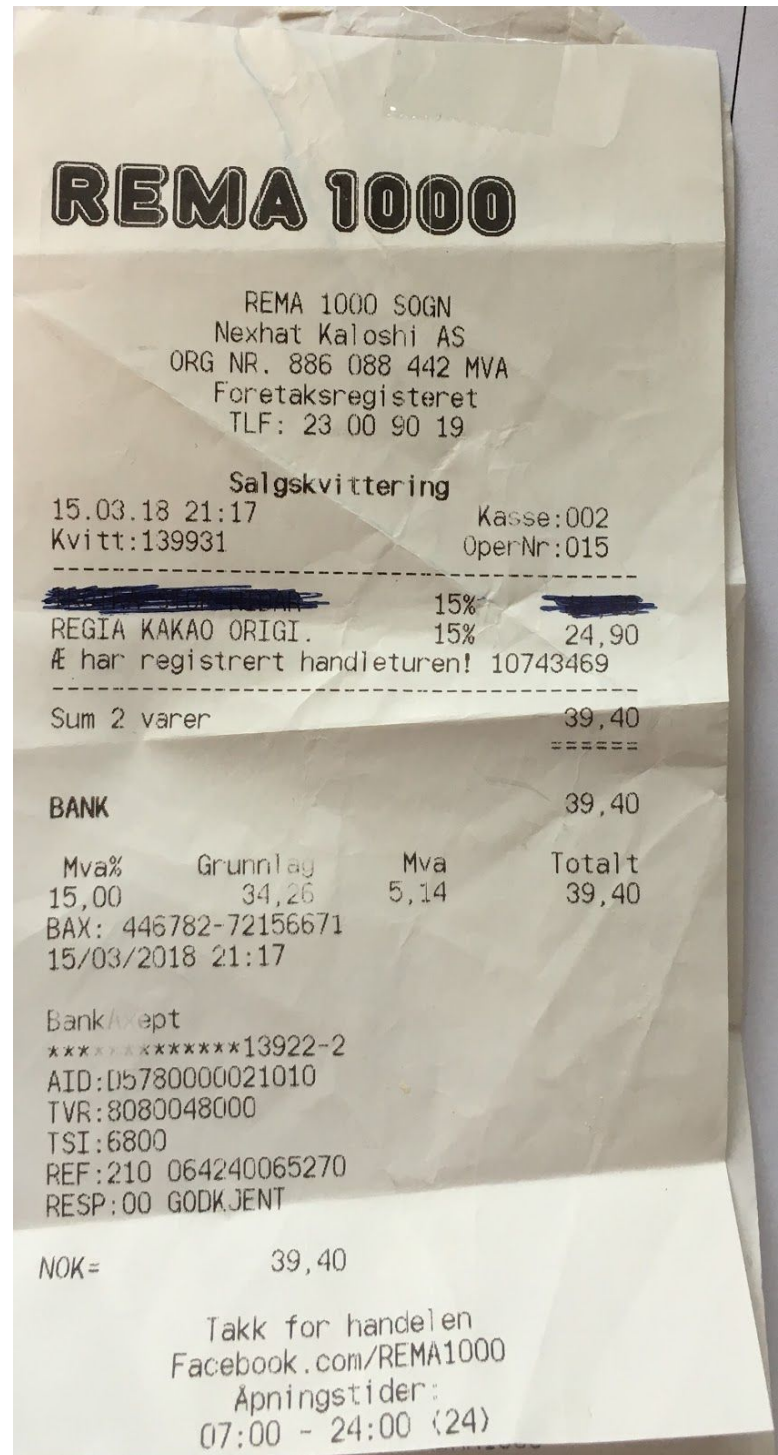 REMA 1000
REMA 1000 SOGN
Nexhat Kaloshi AS
ORG NR. 886 088 442 MVA
Foretaksregisteret
TLF: 23 00 90 19
Salgskvittering
15.03.18 21:17 Kasse:002
Kvitt:139931 OperNr:015
15%
REGIA KAKAO ORIGI. 15% 24,90
Æ har registrert handleturen! 10743469
Sum 2 varer 39,40
======
BANK 39,40
Mva% Grunnlag Mva Totalt
15,00 34,26 5,14 39,40
BAX: 446782-72156671
15/03/2018 21:17
BankAxept
*************13922-2
AID:D5780000021010
TVR:8080048000
TSI:6800
REF:210 064240065270
RESP:00 GODKJENT
NOK= 39,40
Takk for handelen
Facebook.com/REMA1000
Åpningstider:
07:00 - 24:00 (24)